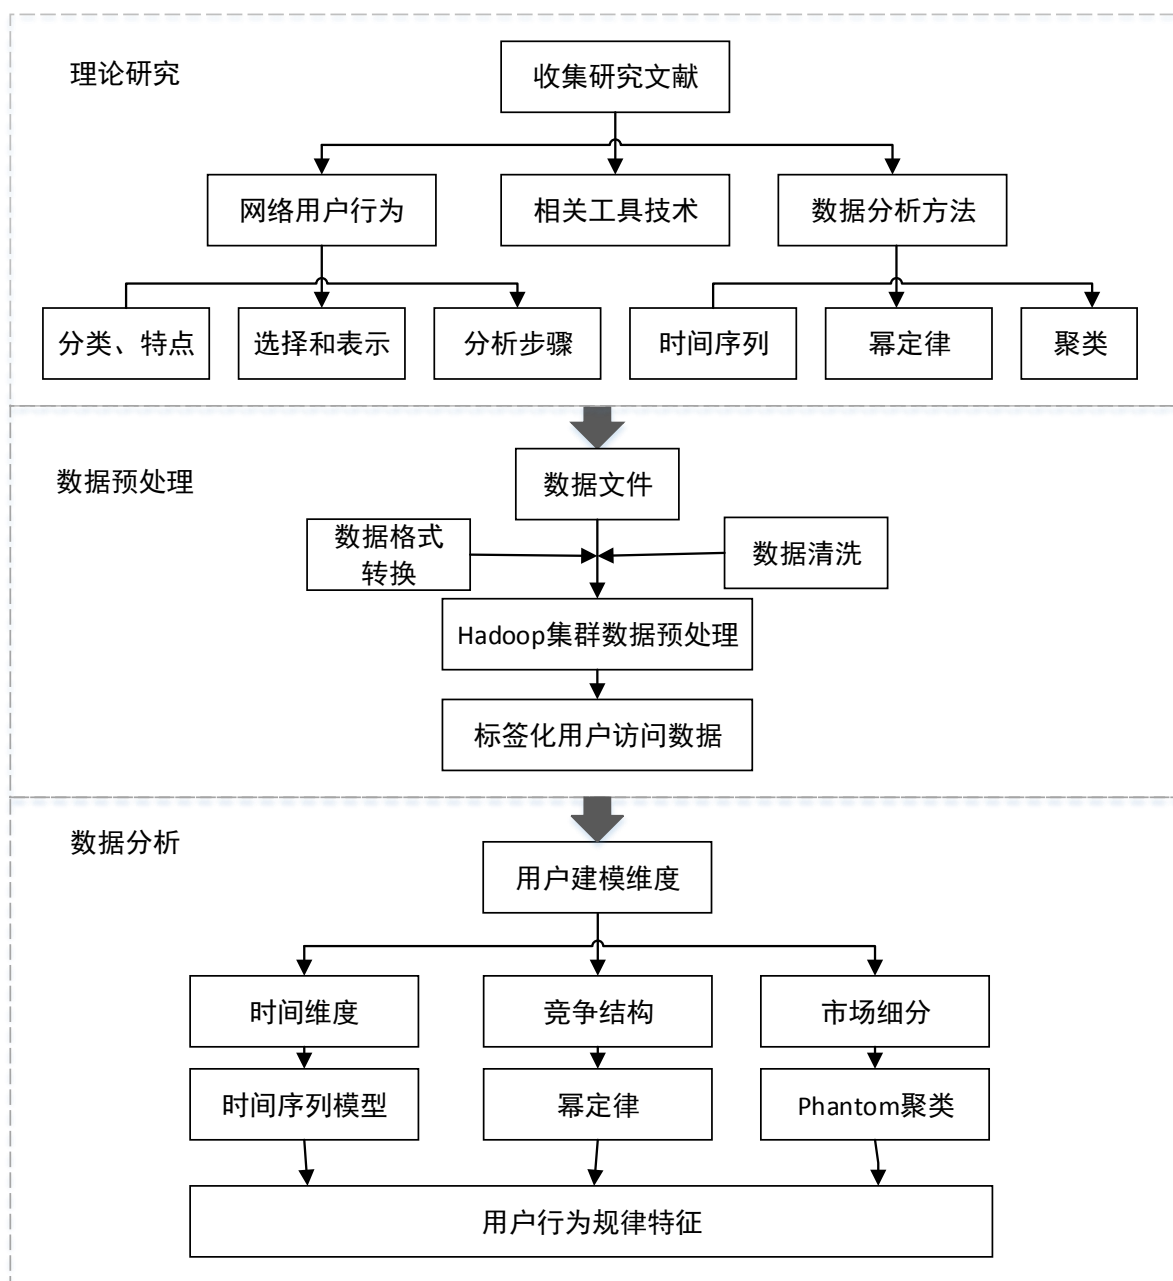 理论研究
收集研究文献
网络用户行为
相关工具技术
数据分析方法
分类、特点
选择和表示
分析步骤
时间序列
幂定律
聚类
数据预处理
数据文件
数据格式
转换
数据清洗
Hadoop集群数据预处理
标签化用户访问数据
数据分析
用户建模维度
时间维度
竞争结构
市场细分
时间序列模型
幂定律
Phantom聚类
用户行为规律特征